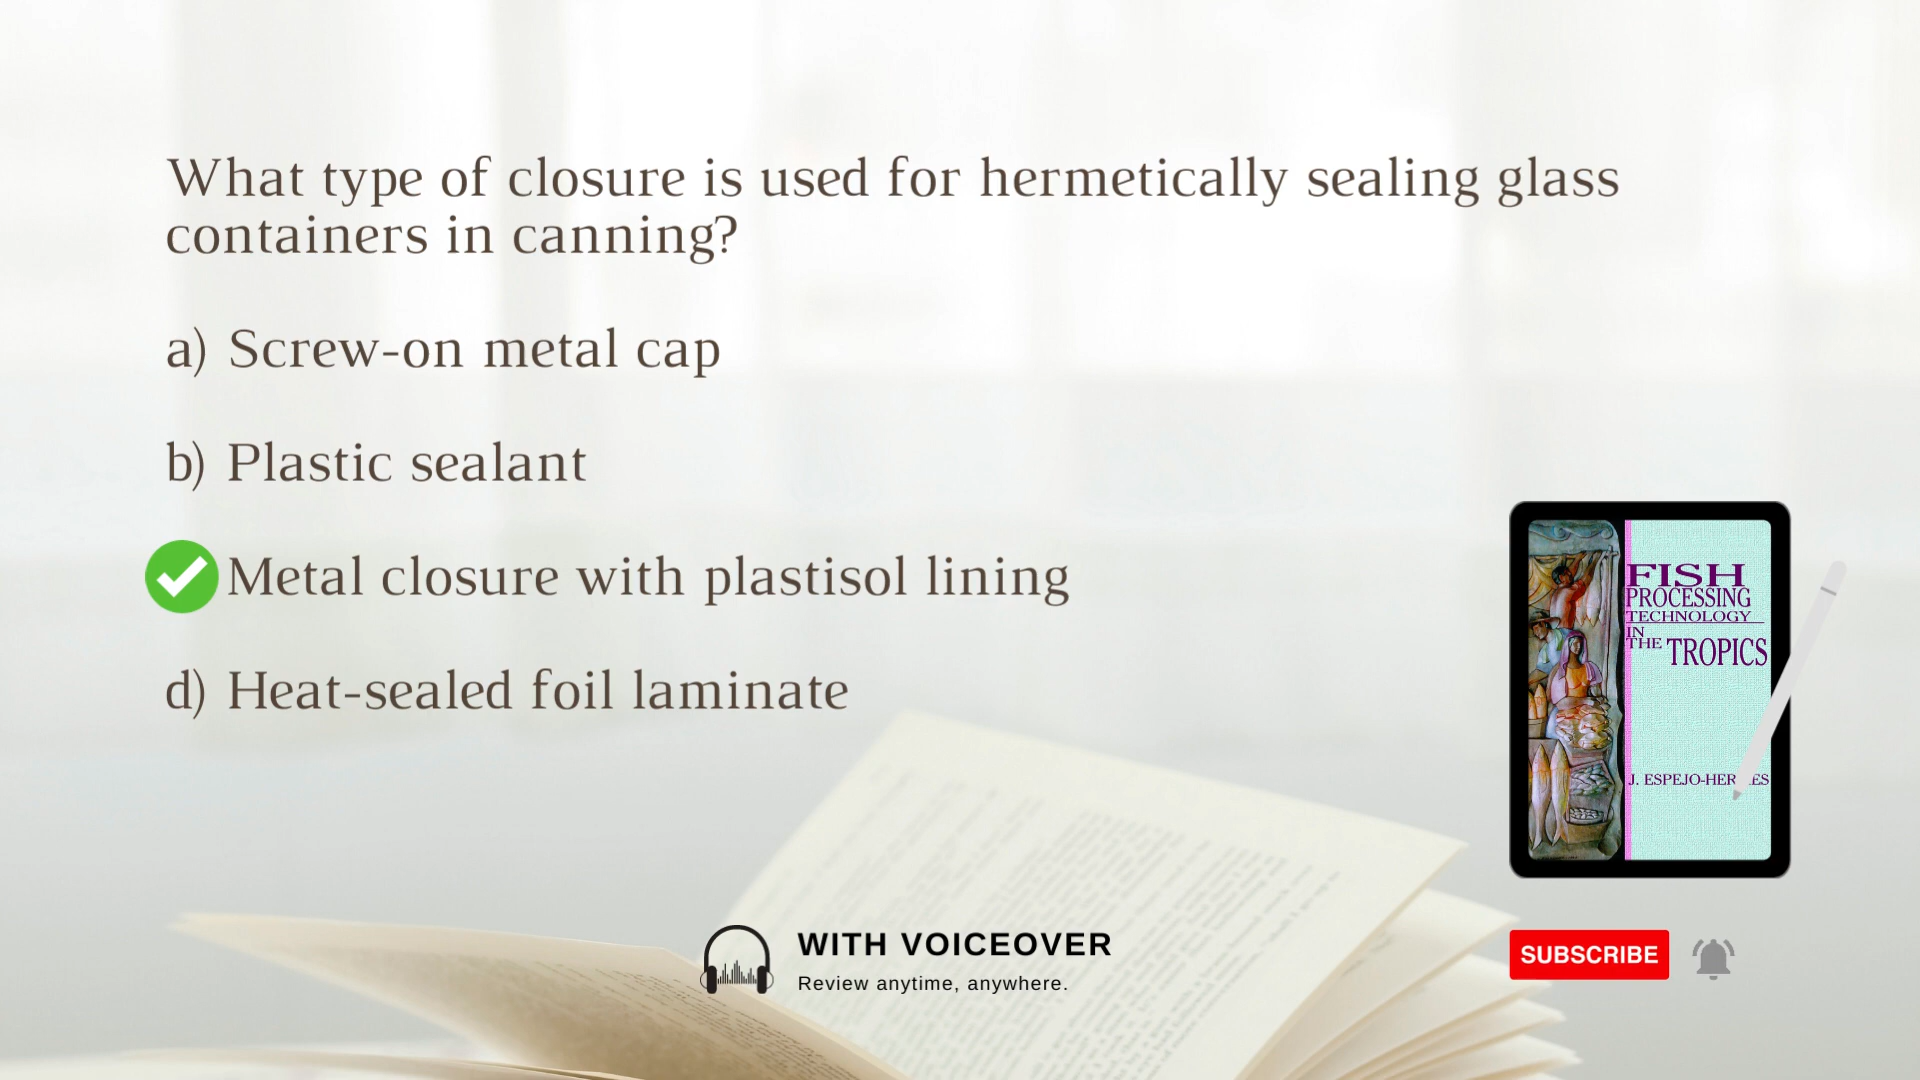 What type of closure is used for hermetically sealing glass
containers in canning?
a) Screw-on metal cap
b) Plastic sealant
Metal closure with plastisol lining
d) Heat-sealed foil laminate
FISH
PROCESSING
TECHNOLOGY
IN
THE TROPICS
J. ESPEJO-HER
WITH VOICEOVER
Review anytime, anywhere.
SUBSCRIBE